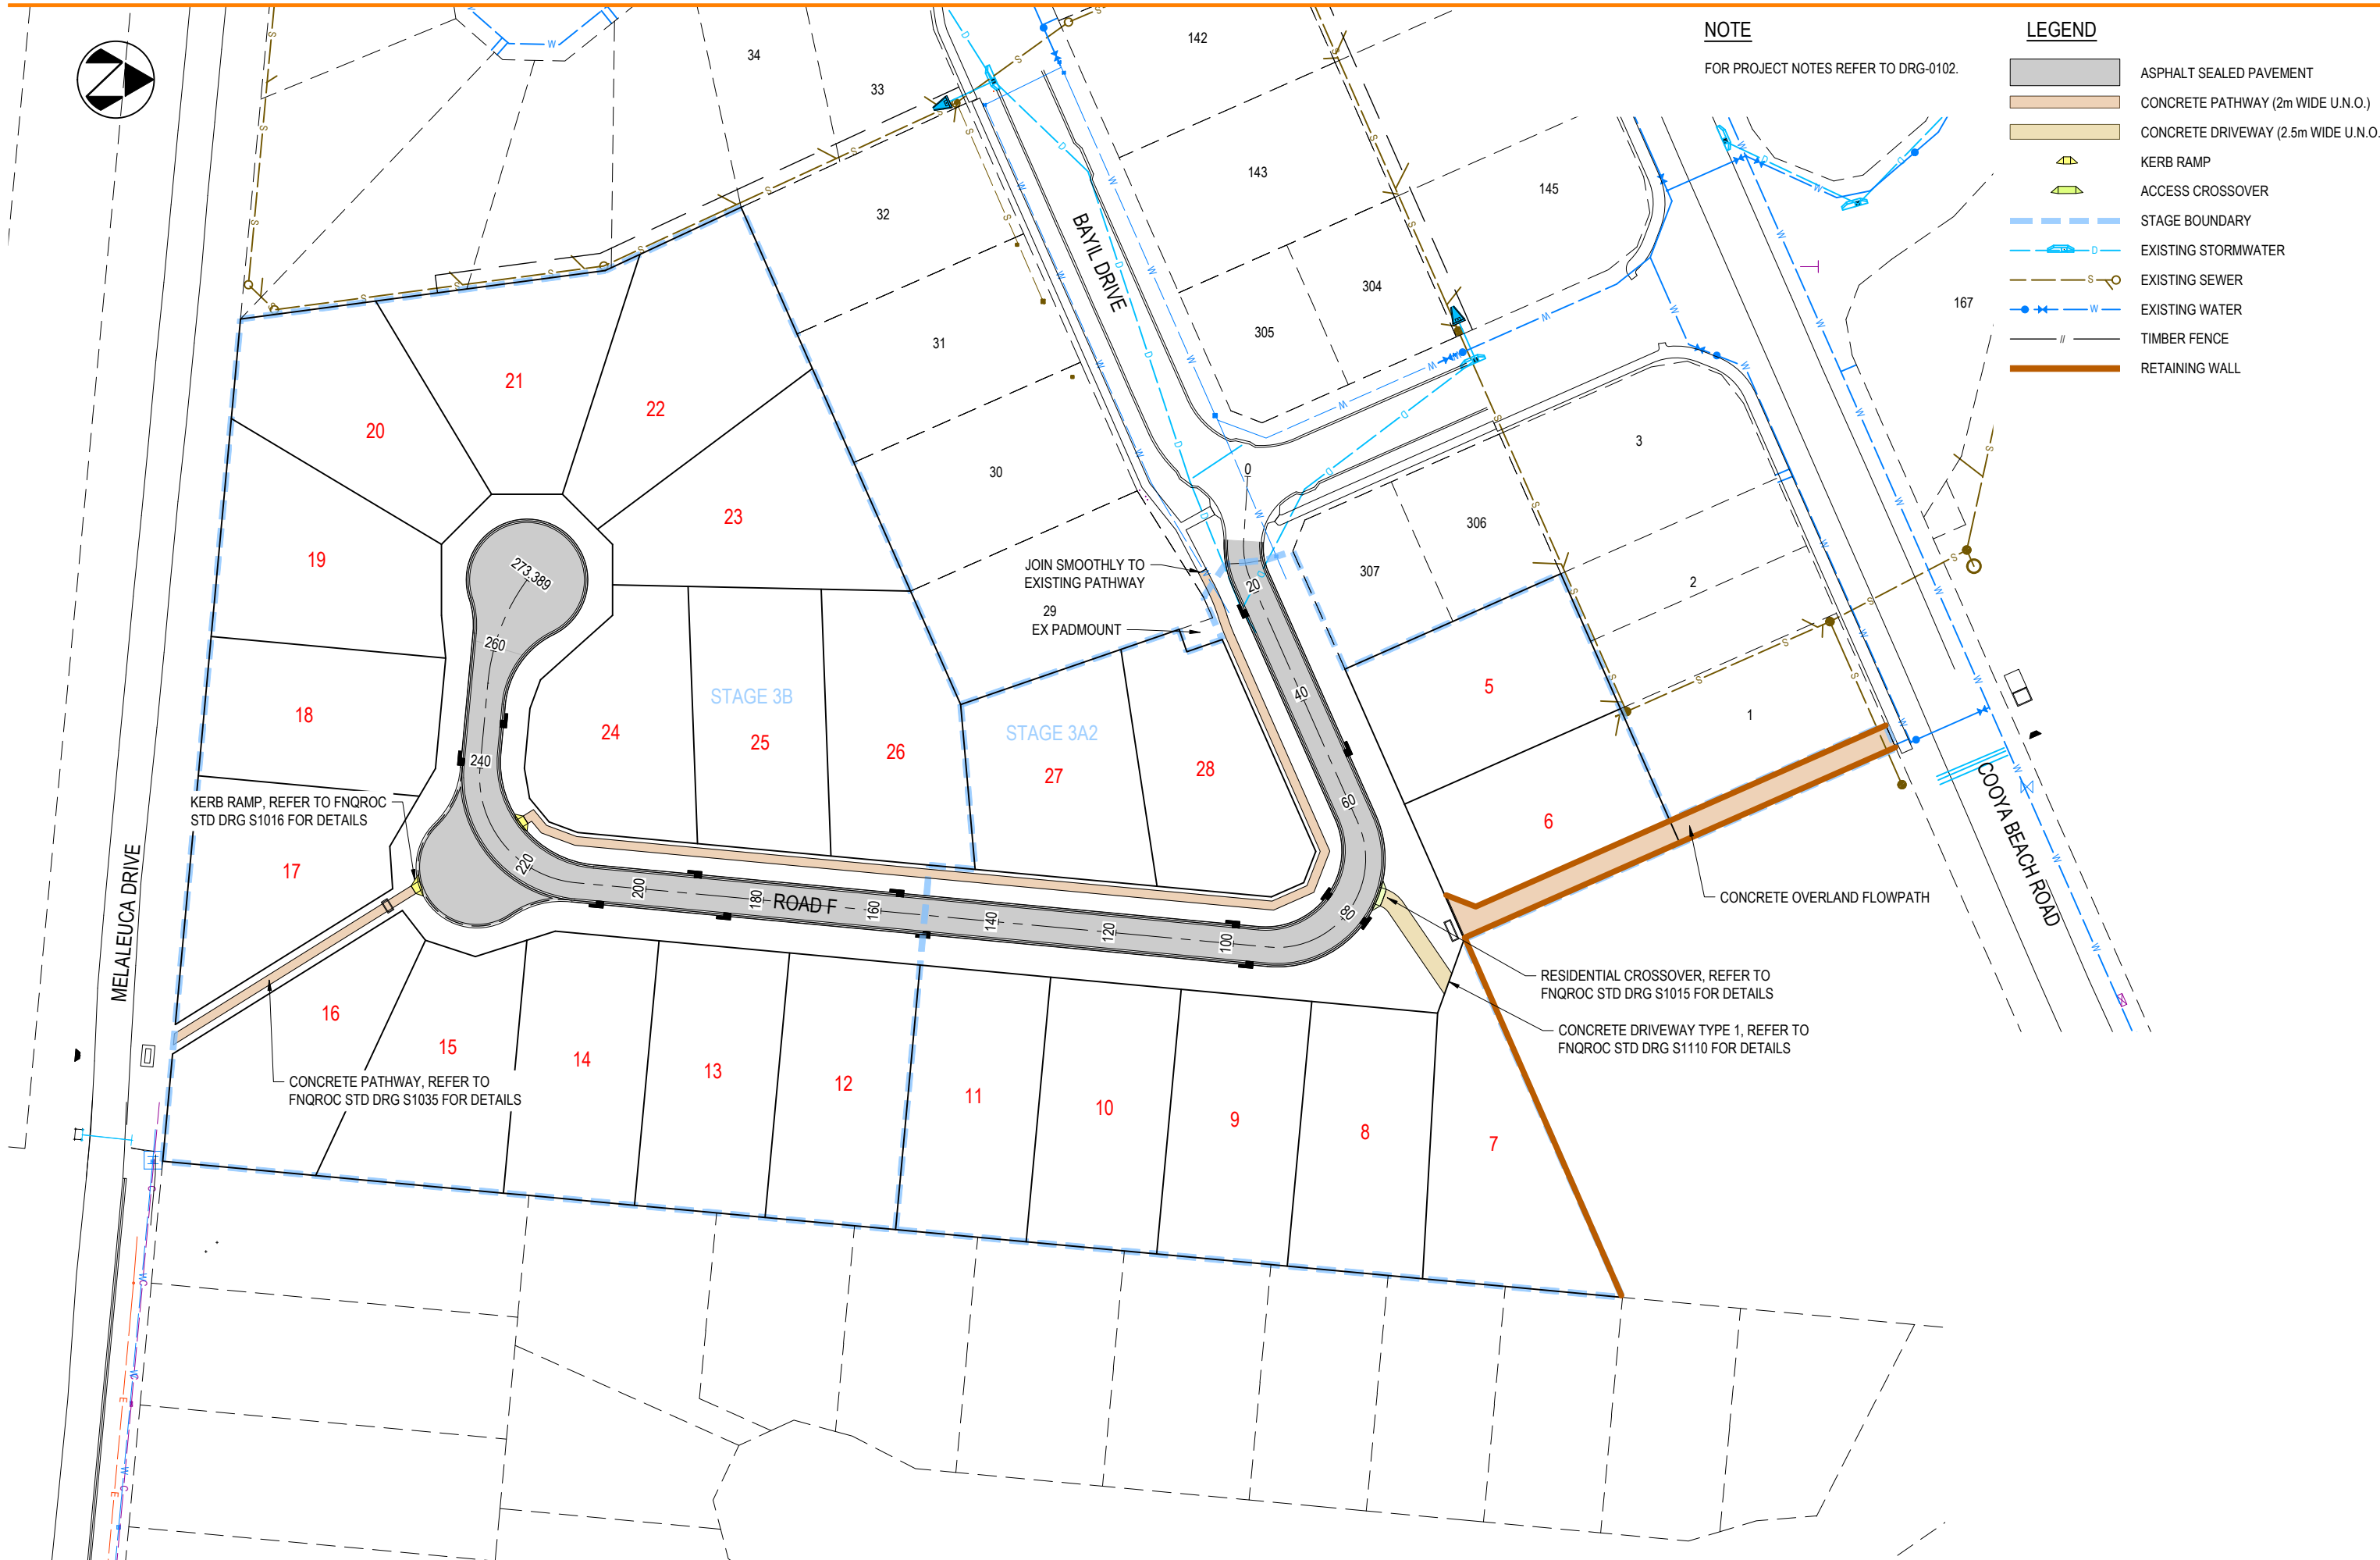 NOTE
FOR PROJECT NOTES REFER TO DRG-0102.
LEGEND
ASPHALT SEALED PAVEMENT
CONCRETE PATHWAY (2m WIDE U.N.O.)
CONCRETE DRIVEWAY (2.5m WIDE U.N.O.
KERB RAMP
ACCESS CROSSOVER
STAGE BOUNDARY
D
EXISTING STORMWATER
S
EXISTING SEWER
W
EXISTING WATER
//
TIMBER FENCE
RETAINING WALL
34
33
32
31
30
29
142
143
145
304
305
306
307
3
2
1
167
BAYIL DRIVE
MELALEUCA DRIVE
COOYA BEACH ROAD
ROAD F
STAGE 3B
STAGE 3A2
20
21
22
23
19
18
17
24
25
26
27
28
5
6
16
15
14
13
12
11
10
9
8
7
0
20
40
60
80
100
120
140
160
180
200
220
240
260
273.389
JOIN SMOOTHLY TO
EXISTING PATHWAY
EX PADMOUNT
KERB RAMP, REFER TO FNQROC
STD DRG S1016 FOR DETAILS
CONCRETE OVERLAND FLOWPATH
RESIDENTIAL CROSSOVER, REFER TO
FNQROC STD DRG S1015 FOR DETAILS
CONCRETE DRIVEWAY TYPE 1, REFER TO
FNQROC STD DRG S1110 FOR DETAILS
CONCRETE PATHWAY, REFER TO
FNQROC STD DRG S1035 FOR DETAILS